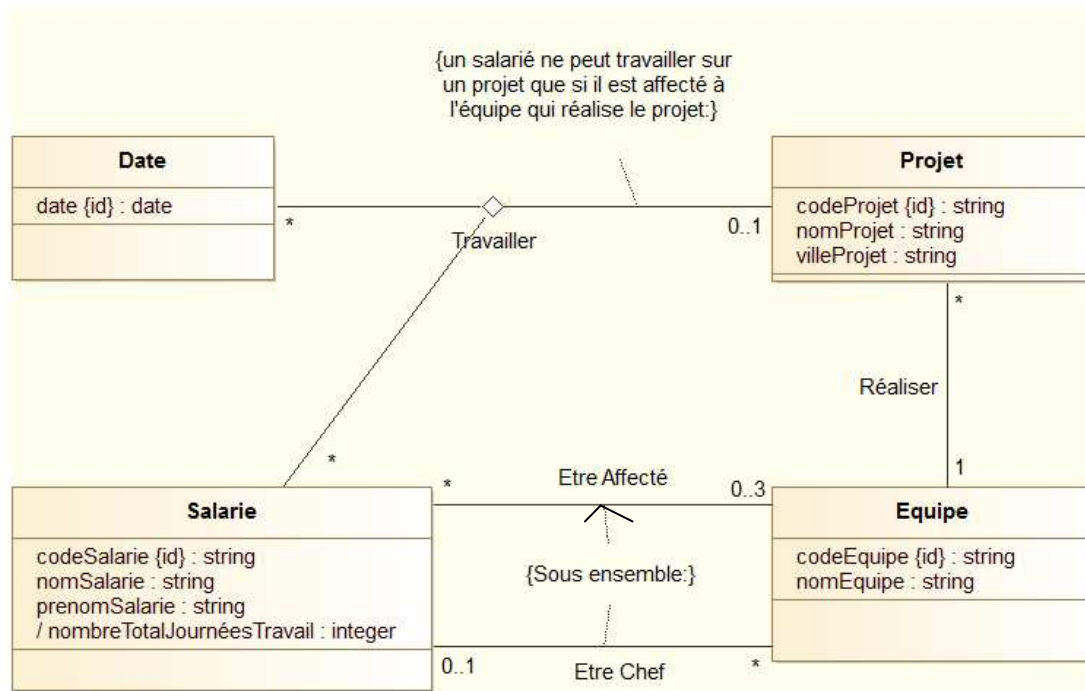 {un salarié ne peut travailler sur
un projet que si il est affecté à
l'équipe qui réalise le projet:}
Date
date {id} : date
Projet
codeProjet {id} : string
nomProjet : string
villeProjet : string
*
Travailler
0..1
*
Réaliser
*
1
*
Etre Affecté
0..3
Salarie
codeSalarie {id} : string
nomSalarie : string
prenomSalarie : string
/ nombreTotalJournéesTravail : integer
{Sous ensemble:}
Equipe
codeEquipe {id} : string
nomEquipe : string
0..1
Etre Chef
*